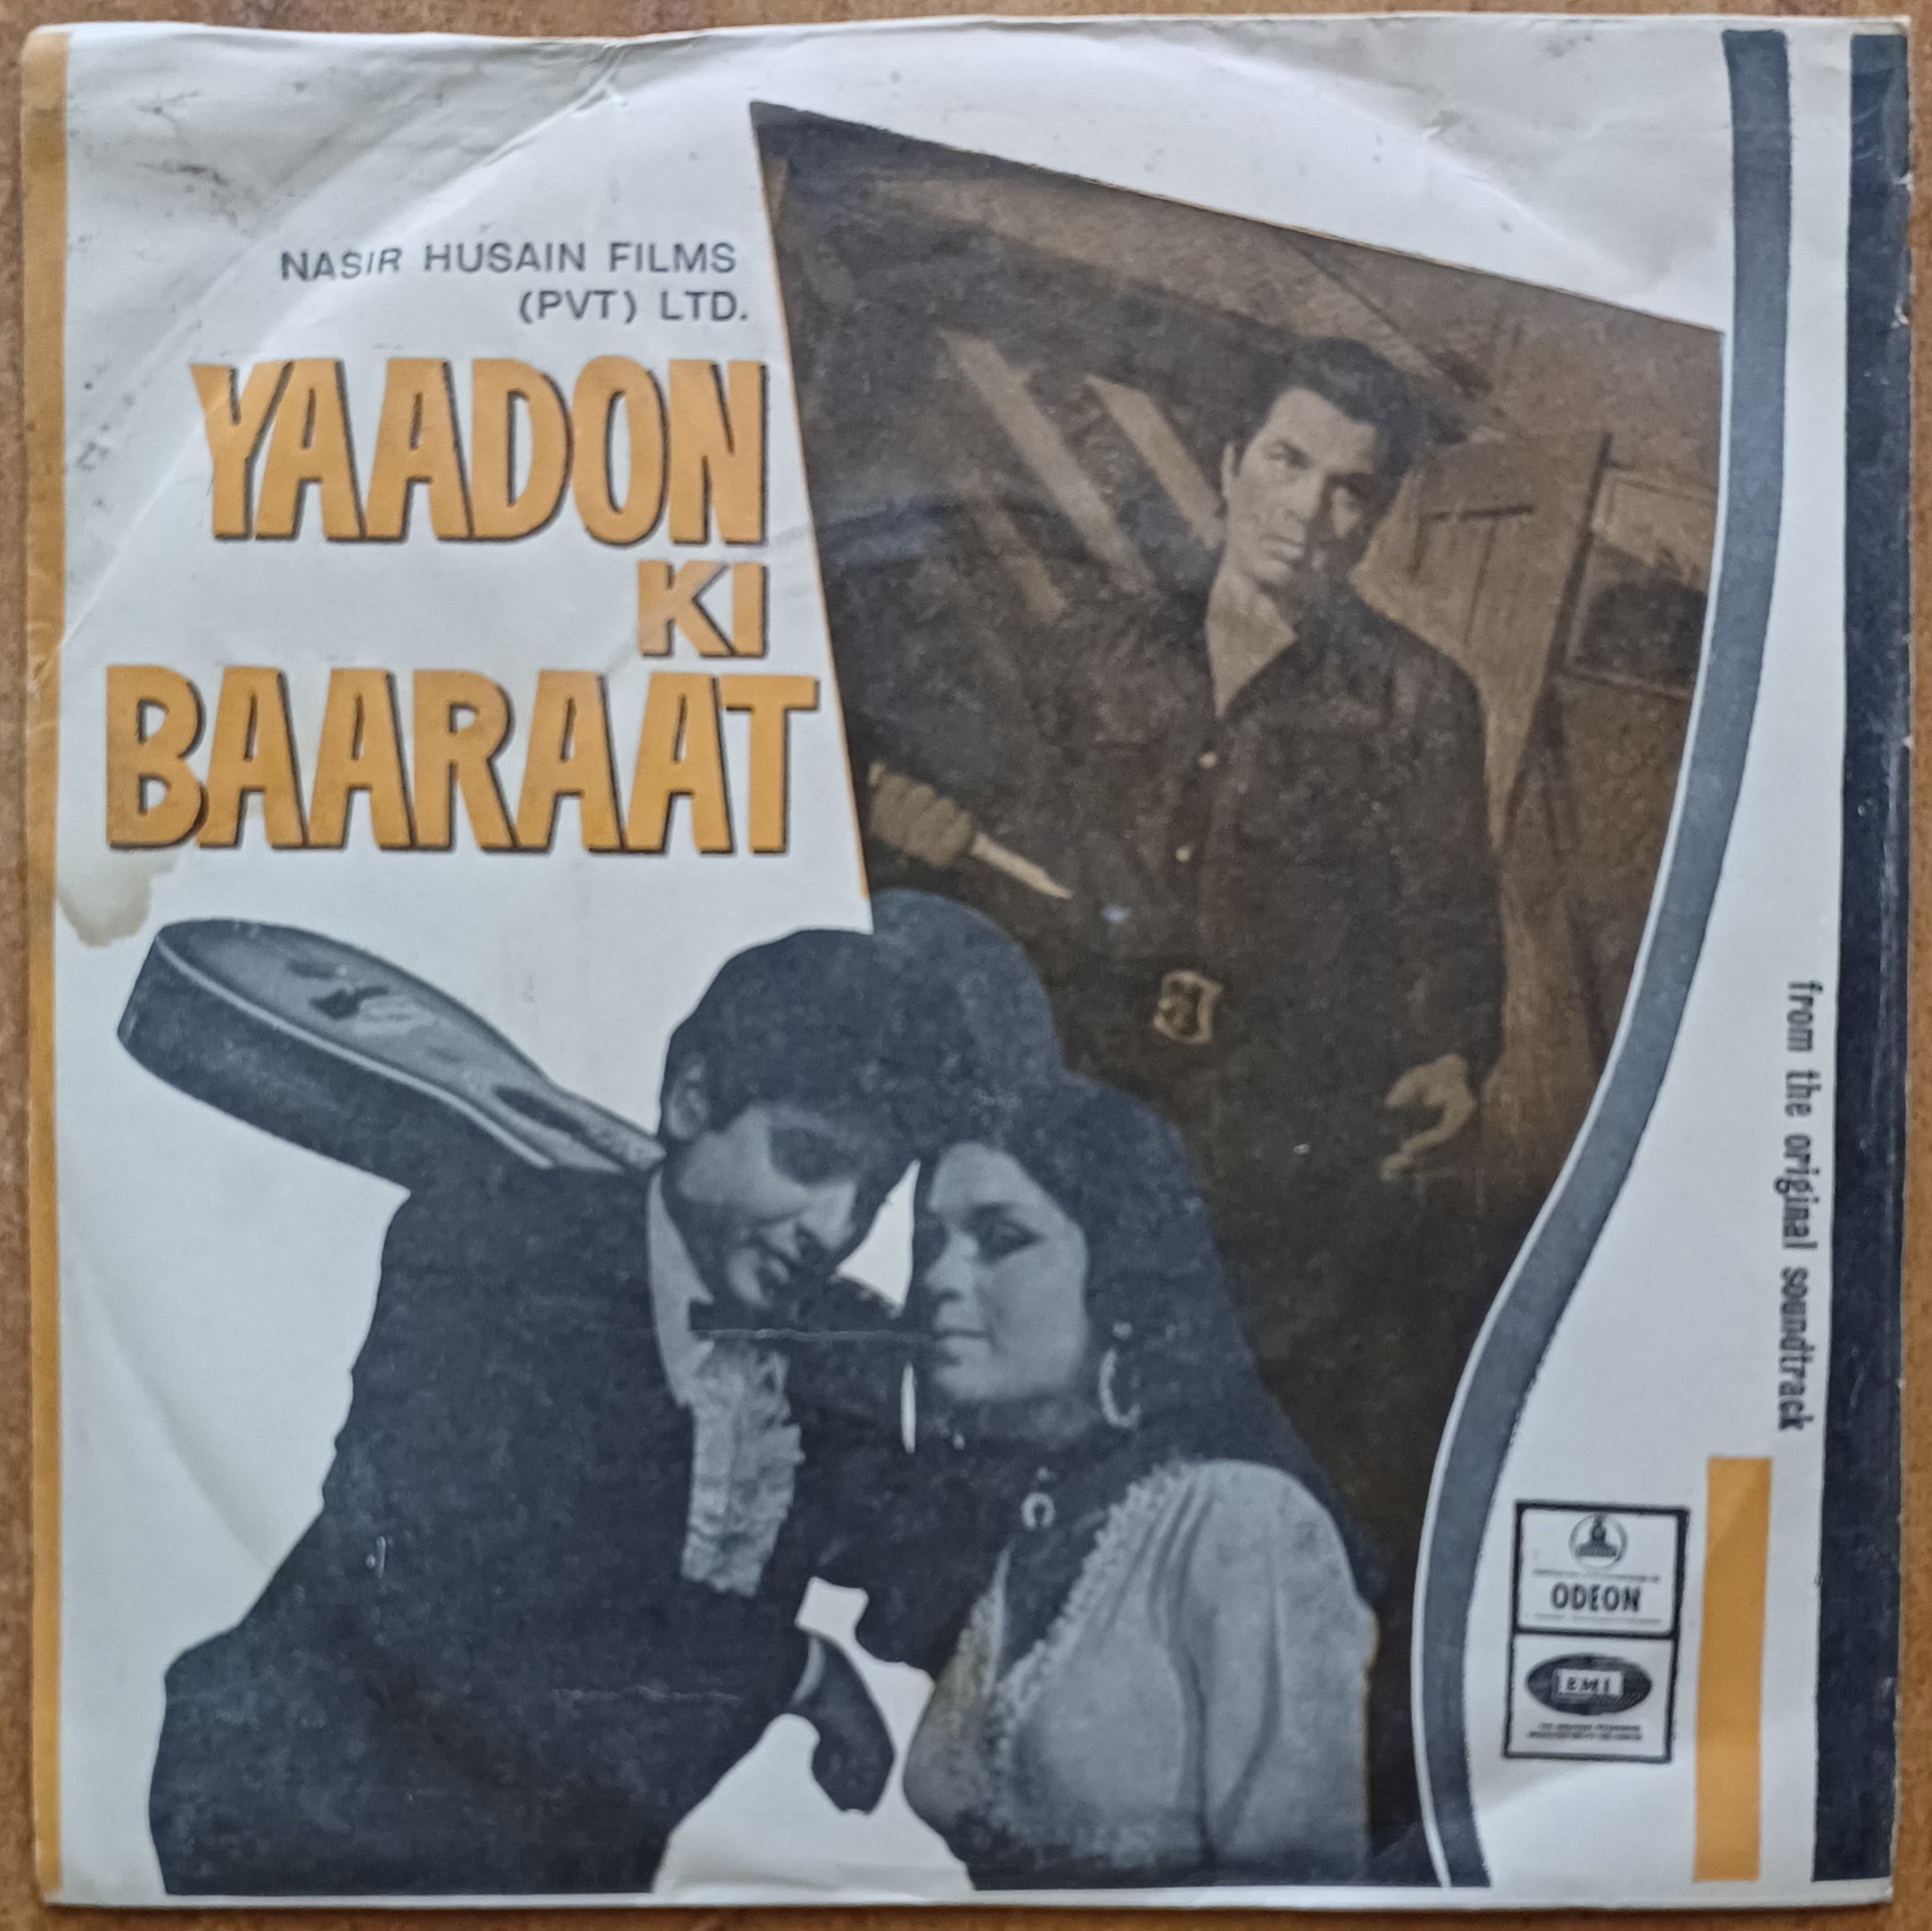 NASIR HUSAIN FILMS
(PVT) LTD.
YAADON
KI
BAARAAT
from the original soundtrack
ODEON
EMI